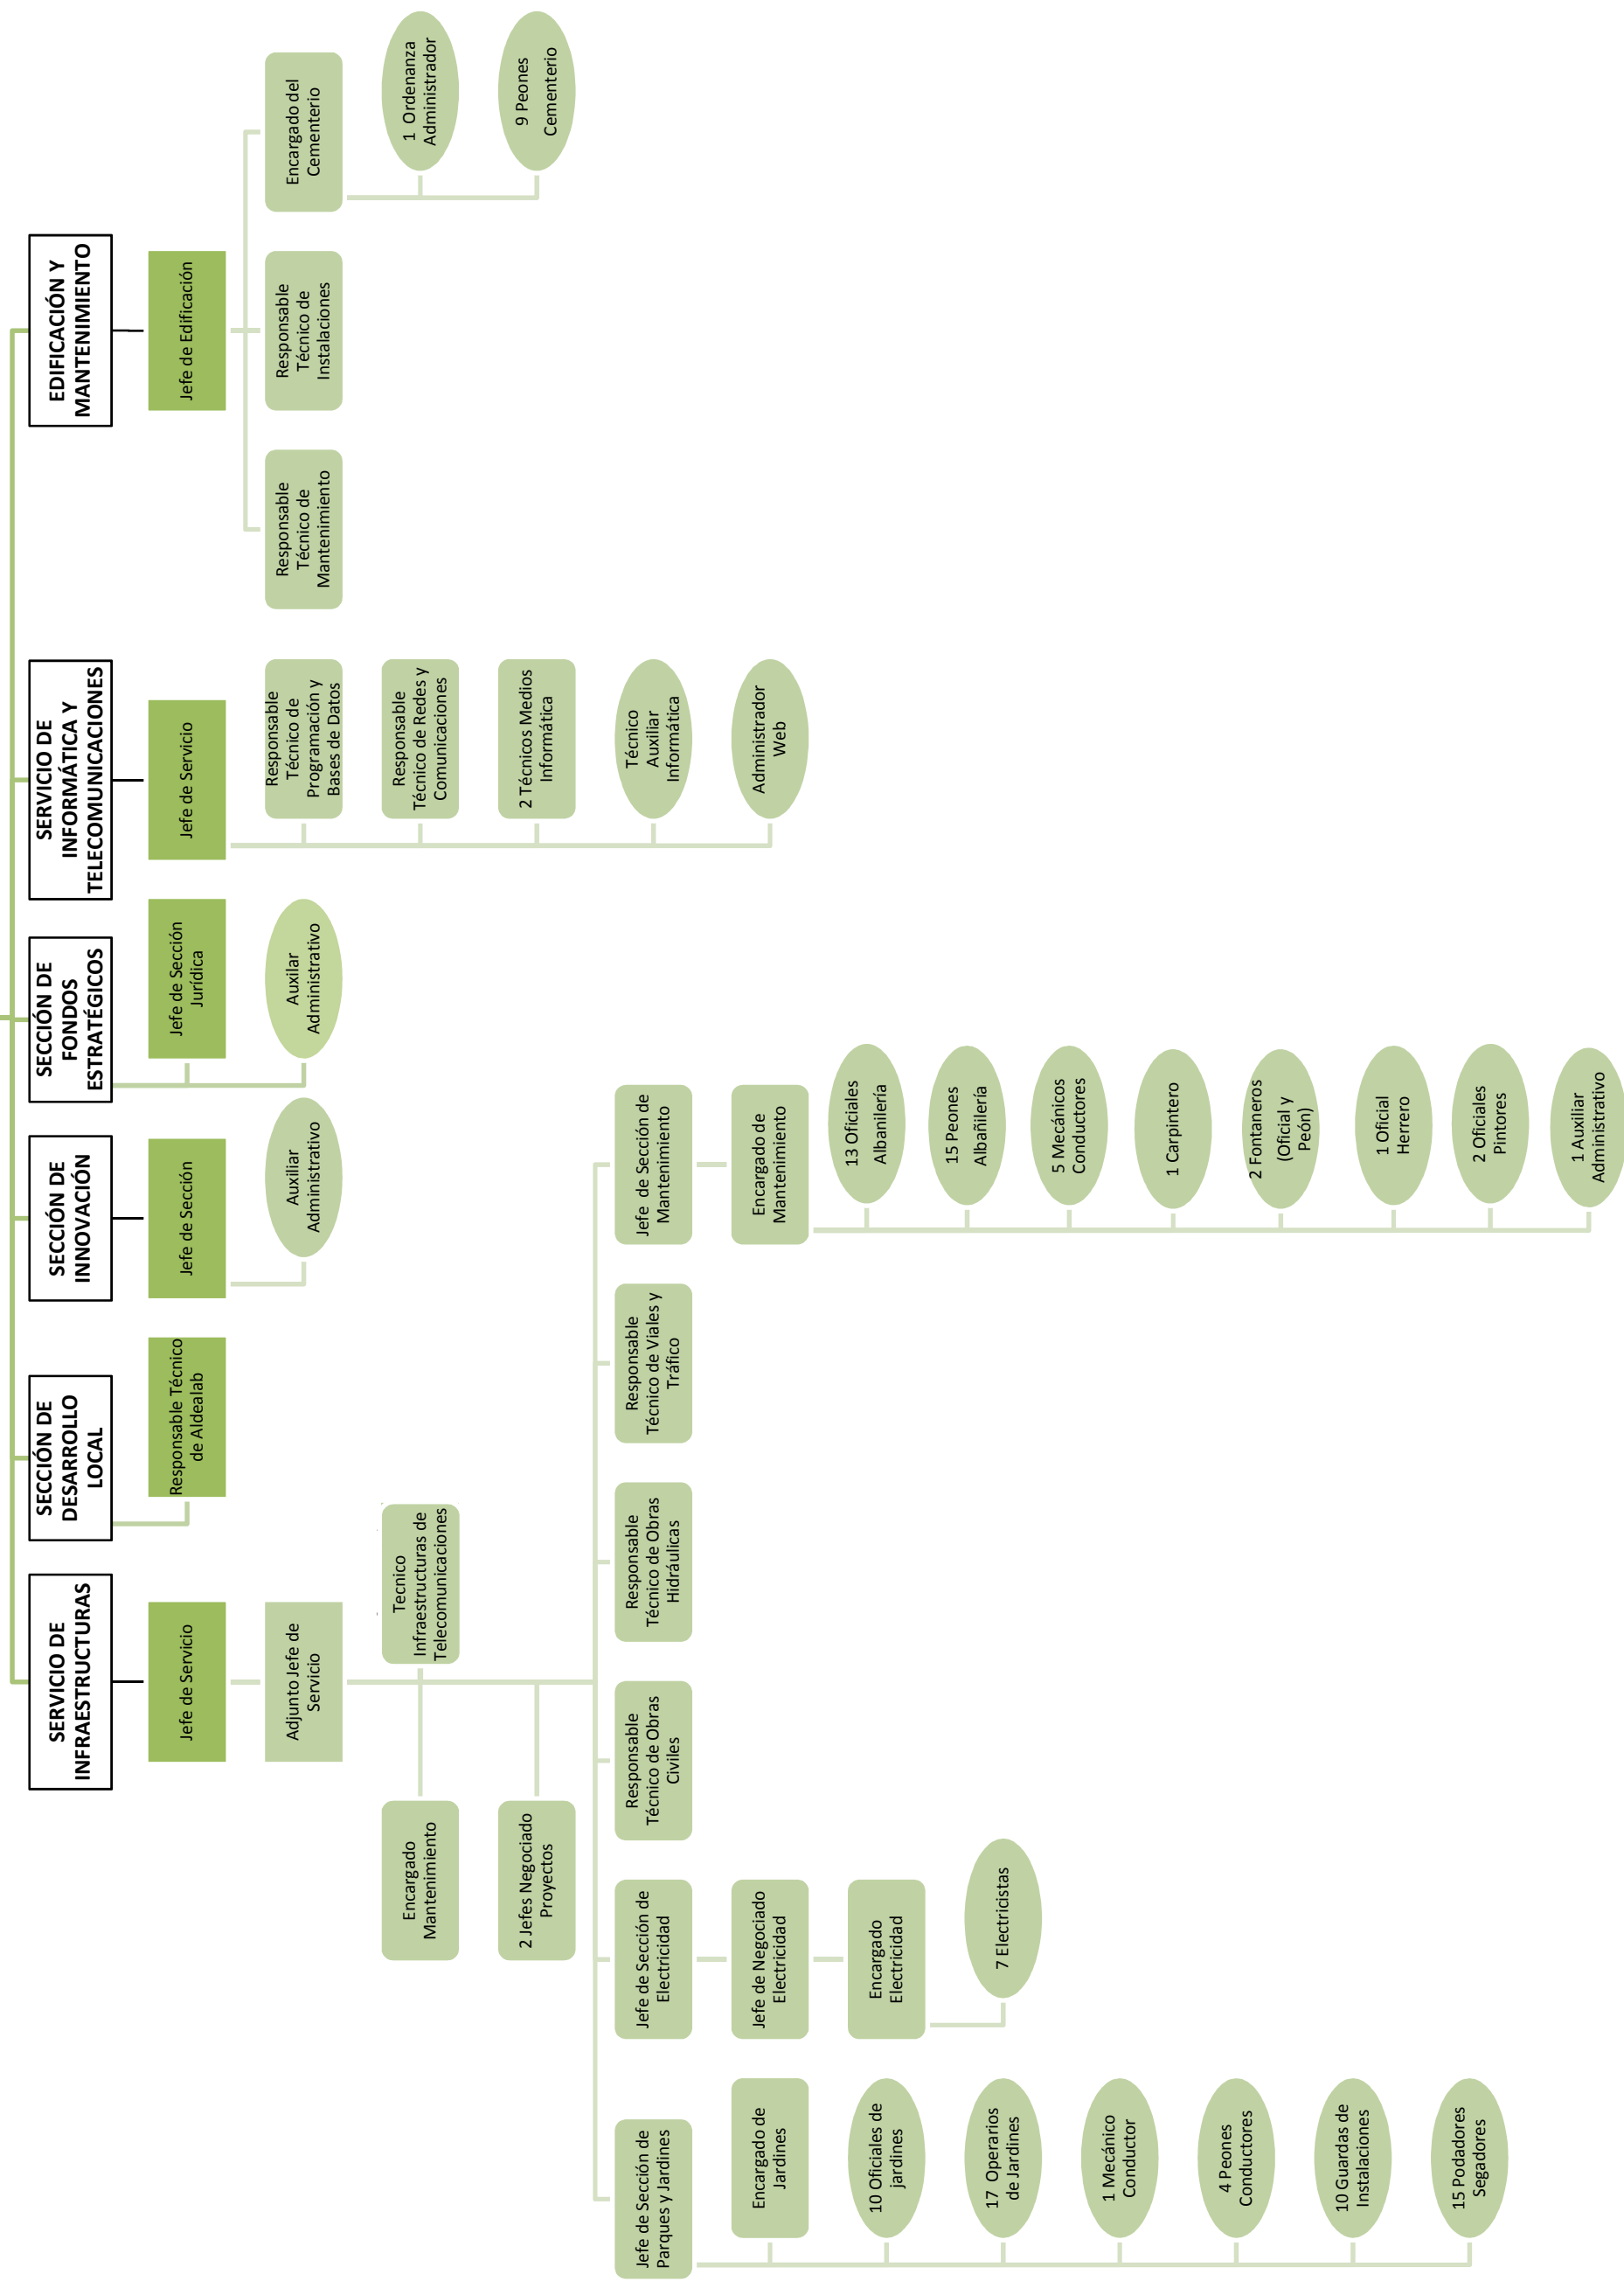 SERVICIO DE
INFRAESTRUCTURAS
Jefe de Servicio
Adjunto Jefe de
Servicio
Tecnico
Infraestructuras de
Telecomunicaciones
Encargado
Mantenimiento
2 Jefes Negociado
Proyectos
Jefe de Sección de
Parques y Jardines
Encargado de
Jardines
10 Oficiales de
jardines
17 Operarios
de Jardines
1 Mecánico
Conductor
4 Peones
Conductores
10 Guardas de
Instalaciones
15 Podadores
Segadores
Jefe de Sección de
Electricidad
Jefe de Negociado
Electricidad
Encargado
Electricidad
7 Electricistas
Responsable
Técnico de Obras
Civiles
Responsable
Técnico de Obras
Hidráulicas
Responsable
Técnico de Viales y
Tráfico
Jefe  de Sección de
Mantenimiento
Encargado de
Mantenimiento
13 Oficiales
Albanilería
15 Peones
Albañilería
5 Mecánicos
Conductores
1 Carpintero
2 Fontaneros
(Oficial y
Peón)
1 Oficial
Herrero
2 Oficiales
Pintores
1 Auxiliar
Administrativo
SECCIÓN DE
DESARROLLO
LOCAL
Responsable Técnico
de Aldealab
SECCIÓN DE
INNOVACIÓN
Jefe de Sección
Auxiliar
Administrativo
SECCIÓN DE
FONDOS
ESTRATÉGICOS
Jefe de Sección
Jurídica
Auxilar
Administrativo
SERVICIO DE
INFORMÁTICA Y
TELECOMUNICACIONES
Jefe de Servicio
Responsable
Técnico de
Programación y
Bases de Datos
Responsable
Técnico de Redes y
Comunicaciones
2 Técnicos Medios
Informática
Técnico
Auxiliar
Informática
Administrador
Web
EDIFICACIÓN Y
MANTENIMIENTO
Jefe de Edificación
Responsable
Técnico de
Mantenimiento
Responsable
Técnico de
Instalaciones
Encargado del
Cementerio
1  Ordenanza
Administrador
9 Peones
Cementerio